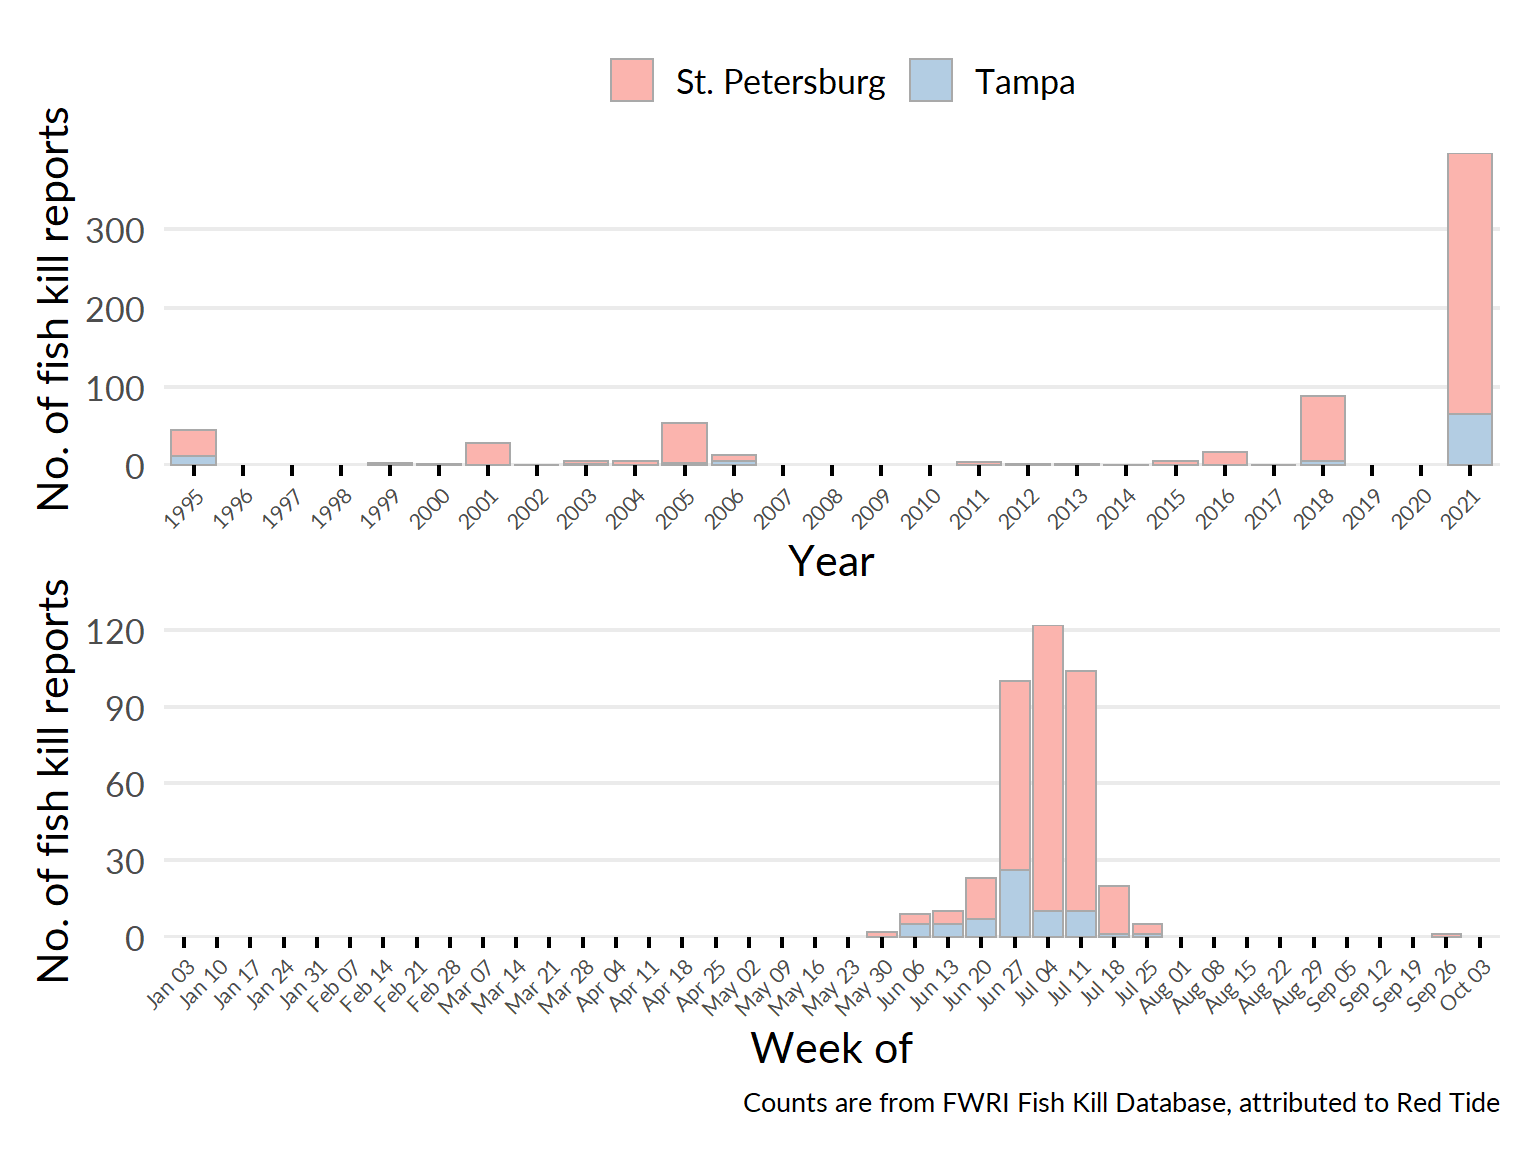 St. Petersburg Tampa
No. of fish kill reports
300
200
100
0
1995 1996 1997 1998 1999 2000 2001 2002 2003 2004 2005 2006 2007 2008 2009 2010 2011 2012 2013 2014 2015 2016 2017 2018 2019 2020 2021
Year
No. of fish kill reports
120
90
60
30
0
Jan 03 Jan 10 Jan 17 Jan 24 Jan 31 Feb 07 Feb 14 Feb 21 Feb 28 Mar 07 Mar 14 Mar 21 Mar 28 Apr 04 Apr 11 Apr 18 Apr 25 May 02 May 09 May 16 May 23 May 30 Jun 06 Jun 13 Jun 20 Jun 27 Jul 04 Jul 11 Jul 18 Jul 25 Aug 01 Aug 08 Aug 15 Aug 22 Aug 29 Sep 05 Sep 12 Sep 19 Sep 26 Oct 03
Week of
Counts are from FWRI Fish Kill Database, attributed to Red Tide